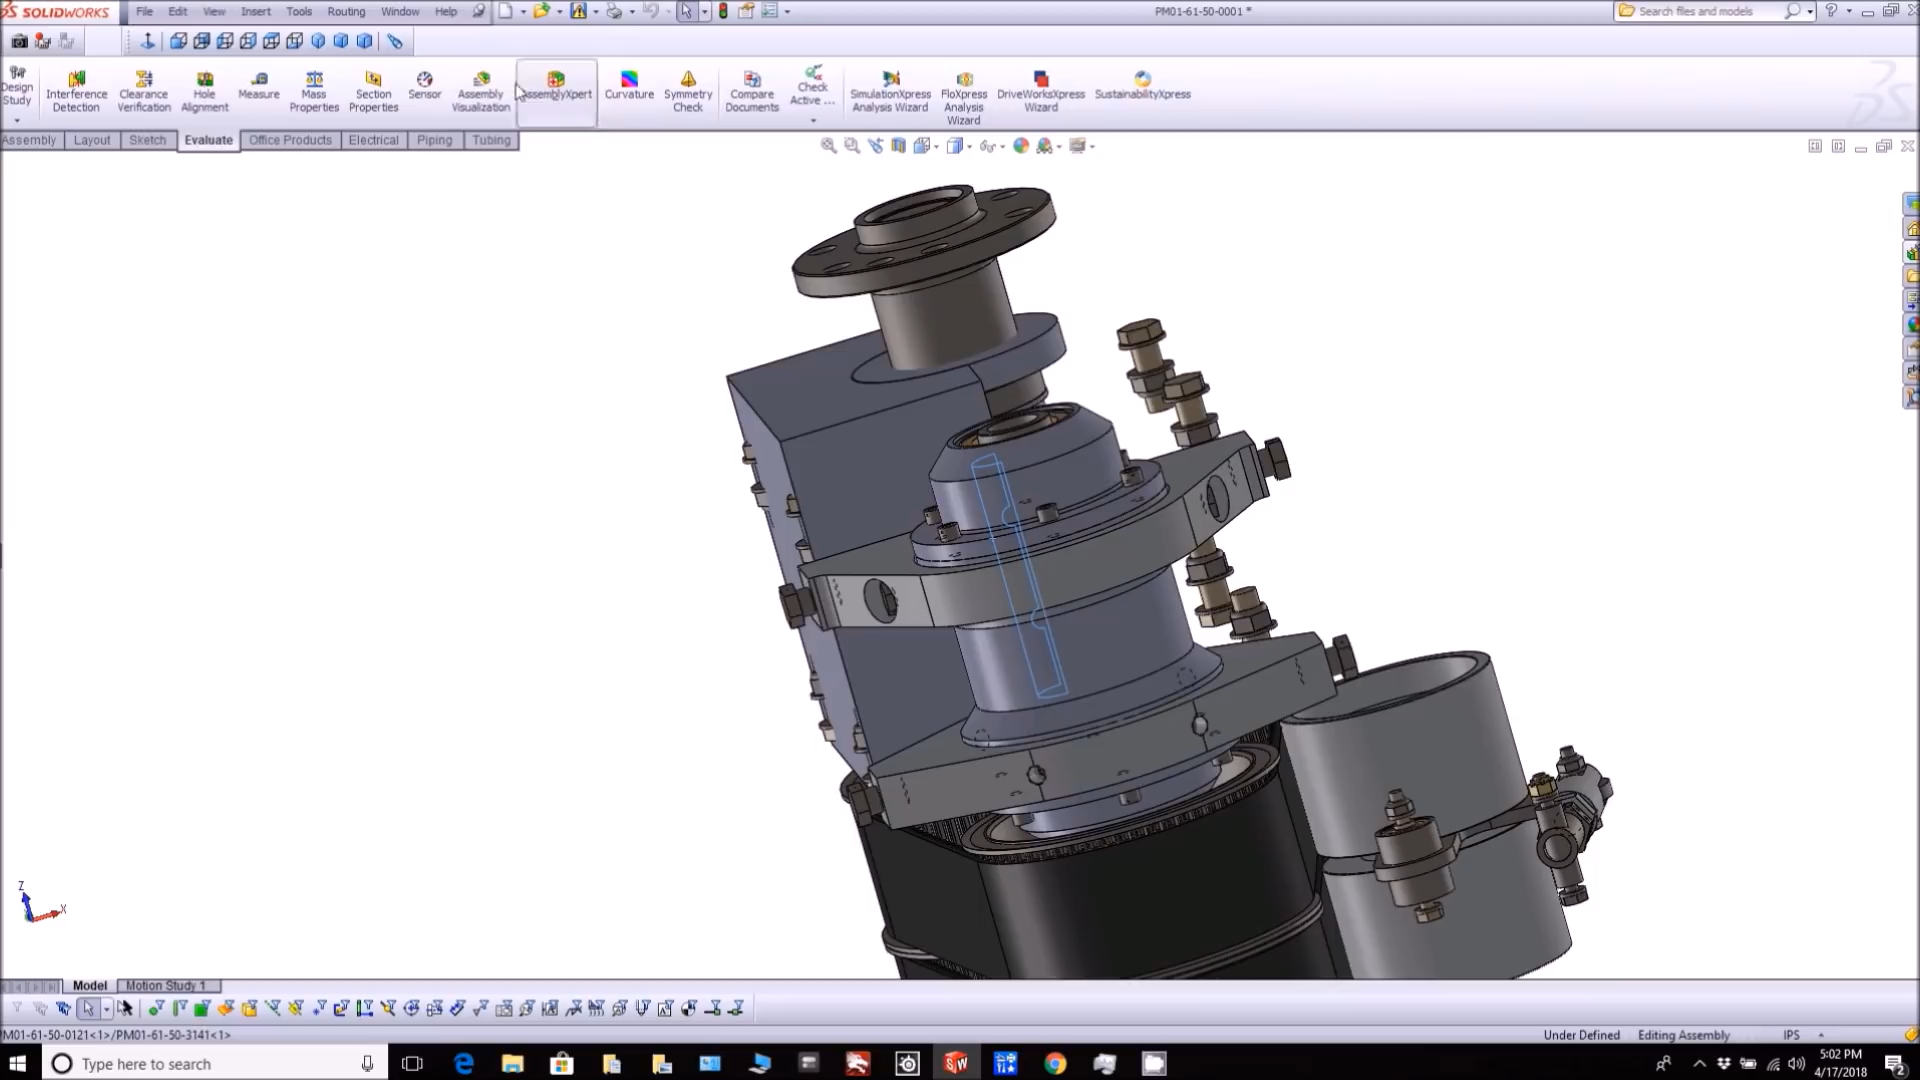 SOLIDWORKS File Edit View Insert Tools Routing Window Help PM01-61-50-0001 * Search files and models
Design Study
Interference Detection
Clearance Verification
Hole Alignment
Measure
Mass Properties
Section Properties
Sensor
Assembly Visualization
AssemblyXpert
Curvature
Symmetry Check
Compare Documents
Check Active ...
SimulationXpress Analysis Wizard
FloXpress Analysis Wizard
DriveWorksXpress Wizard
SustainabilityXpress
Assembly Layout Sketch Evaluate Office Products Electrical Piping Tubing
Z
X
Model Motion Study 1
PM01-61-50-0121<1>/PM01-61-50-3141<1> Under Defined Editing Assembly IPS
Type here to search
5:02 PM
4/17/2018
2